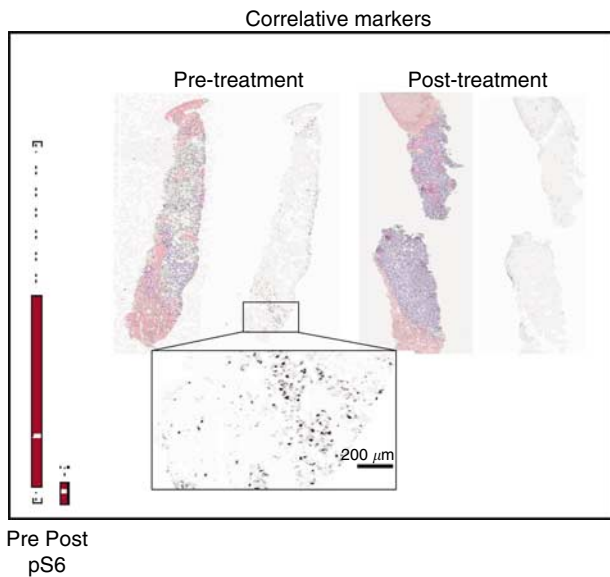 Correlative markers
Pre-treatment Post-treatment
200 μm
Pre Post
pS6